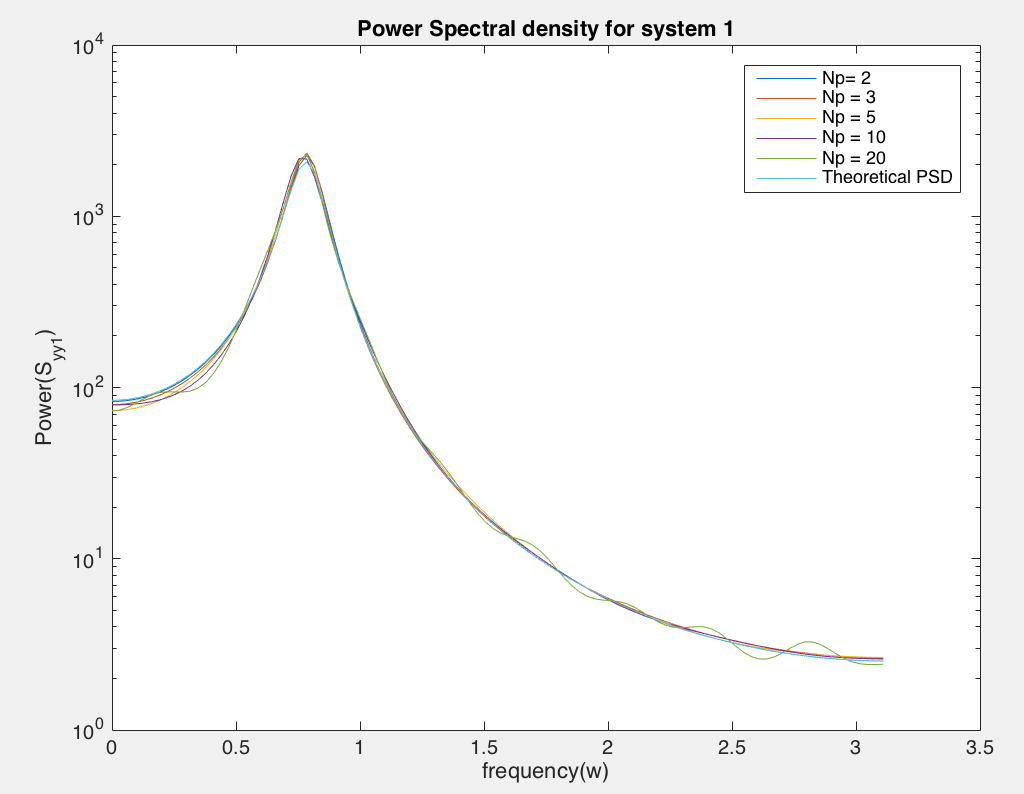 Power Spectral density for system 1
10^4
10^3
10^2
10^1
10^0
Power(S_yy1)
Np= 2
Np = 3
Np = 5
Np = 10
Np = 20
Theoretical PSD
0 0.5 1 1.5 2 2.5 3 3.5
frequency(w)